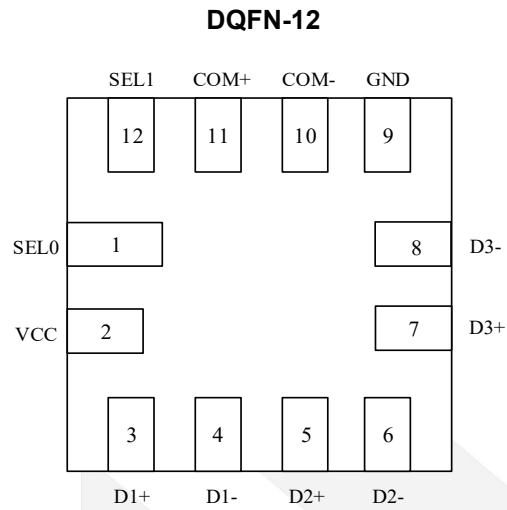 DQFN-12
SEL1 COM+ COM- GND
12 11 10 9
SEL0 1 8 D3-
VCC 2 7 D3+
3 4 5 6
D1+ D1- D2+ D2-